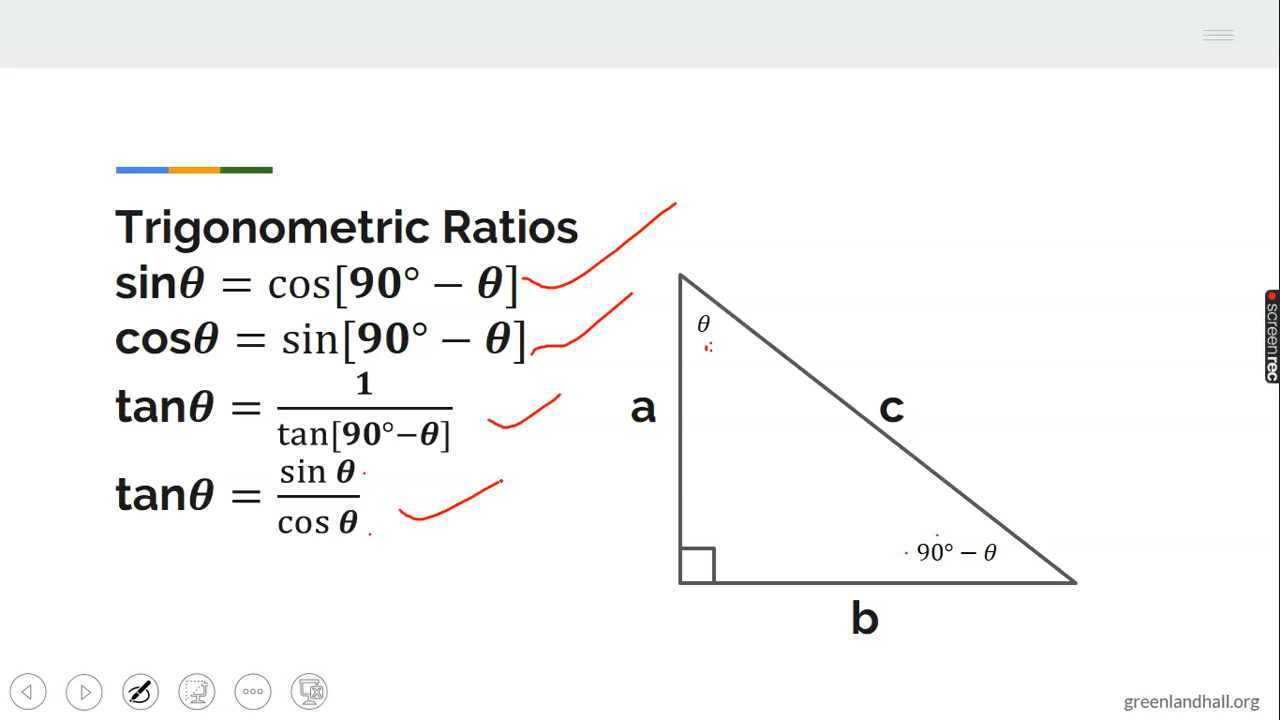 Trigonometric Ratios
sinθ = cos[90° − θ]
cosθ = sin[90° − θ]
tanθ = 1 / tan[90°−θ]
tanθ = sin θ / cos θ
θ
a
c
90° − θ
b
screenrec
greenlandhall.org